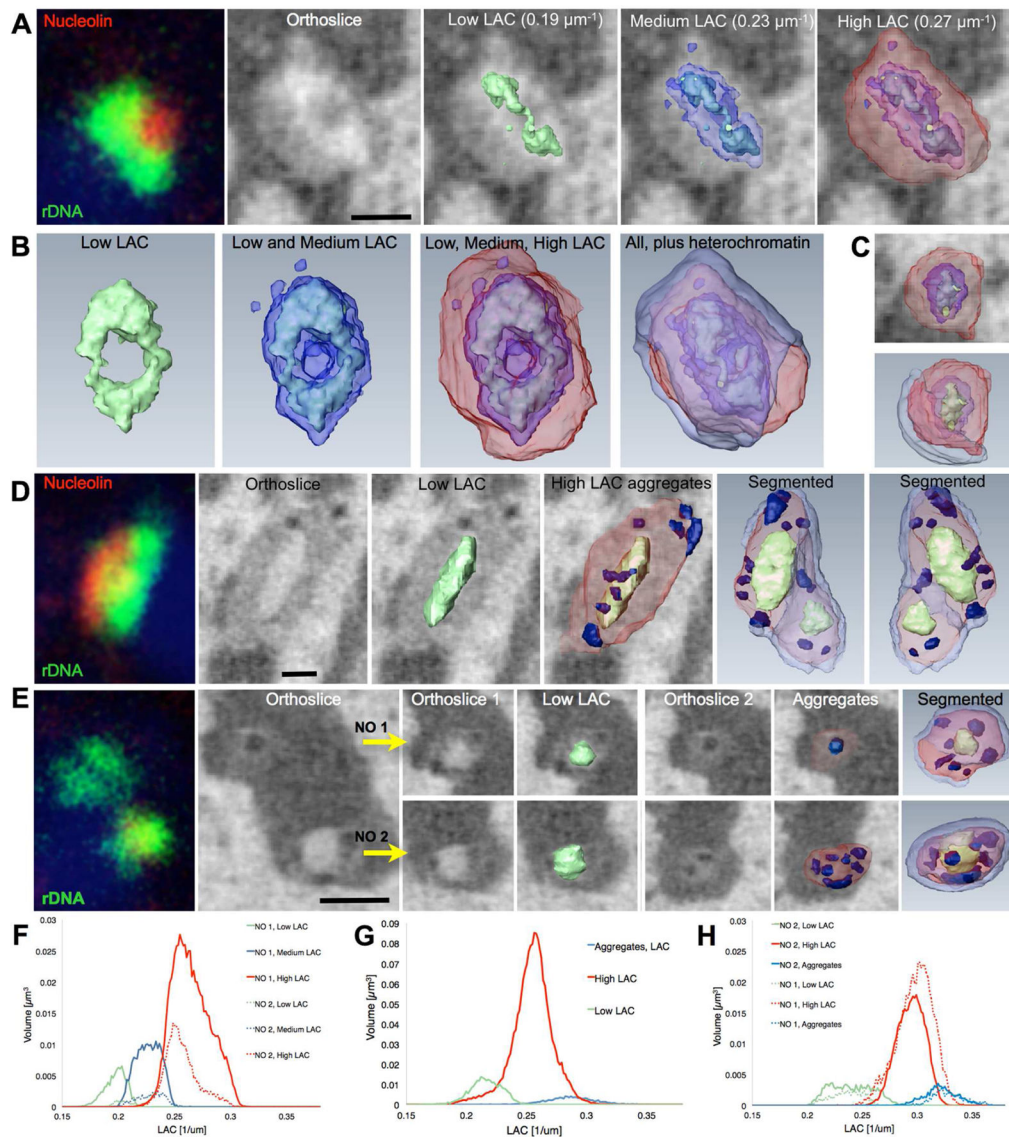 A
Nucleolin
rDNA
Orthoslice
Low LAC (0.19 µm⁻¹)
Medium LAC (0.23 µm⁻¹)
High LAC (0.27 µm⁻¹)
B
Low LAC
Low and Medium LAC
Low, Medium, High LAC
All, plus heterochromatin
C
D
Nucleolin
rDNA
Orthoslice
Low LAC
High LAC aggregates
Segmented
Segmented
E
rDNA
Orthoslice
NO 1
NO 2
Orthoslice 1
Low LAC
Orthoslice 2
Aggregates
Segmented
F
Volume [µm³]
0.03
0.025
0.02
0.015
0.01
0.005
0
0.15
0.2
0.25
0.3
0.35
LAC [1/um]
NO 1, Low LAC
NO 1, Medium LAC
NO 1, High LAC
NO 2, Low LAC
NO 2, Medium LAC
NO 2, High LAC
G
Volume [µm³]
0.09
0.08
0.07
0.06
0.05
0.04
0.03
0.02
0.01
0
0.15
0.2
0.25
0.3
0.35
LAC [1/um]
Aggregates, LAC
High LAC
Low LAC
H
Volume [µm³]
0.03
0.025
0.02
0.015
0.01
0.005
0
0.15
0.2
0.25
0.3
0.35
LAC [1/um]
NO 2, Low LAC
NO 2, High LAC
NO 2, Aggregates
NO 1, Low LAC
NO 1, High LAC
NO 1, Aggregates